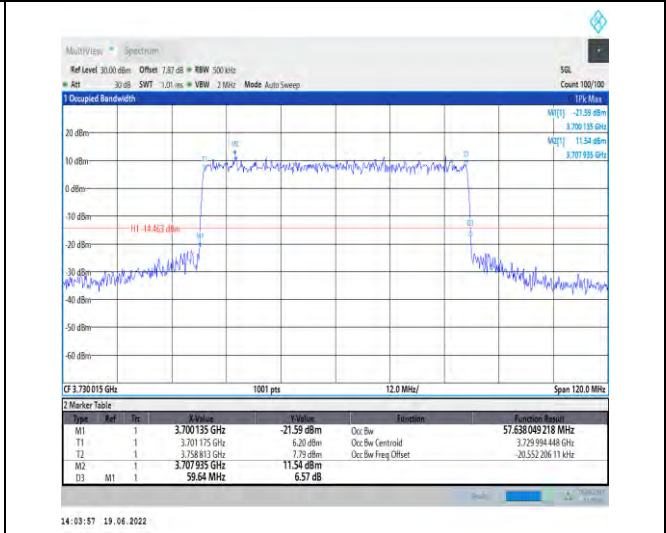 MultiView Spectrum
Ref Level 30.00 dBm Offset 7.87 dB RBW 500 kHz SGL
Att 30 dB SWT 1.01 ms VBW 2 MHz Mode Auto Sweep Count 100/100
1 Occupied Bandwidth 1Pk Max
M1[1] -21.59 dBm
3.700 135 GHz
M2[1] 11.54 dBm
3.707 935 GHz
20 dBm
M2
10 dBm
T1
0 dBm
-10 dBm
H1 -14.463 dBm
D3
M1
-20 dBm
-30 dBm
-40 dBm
-50 dBm
-60 dBm
CF 3.730 015 GHz 1001 pts 12.0 MHz/ Span 120.0 MHz
2 Marker Table
Type Ref Trc X-Value Y-Value Function Function Result
M1 1 3.700 135 GHz -21.59 dBm Occ Bw 57.638 049 218 MHz
T1 1 3.701 175 GHz 6.20 dBm Occ Bw Centroid 3.729 994 448 GHz
T2 1 3.758 813 GHz 7.79 dBm Occ Bw Freq Offset -20.552 206 11 kHz
M2 1 3.707 935 GHz 11.54 dBm
D3 M1 1 59.64 MHz 6.57 dB
14:03:57 19.06.2022